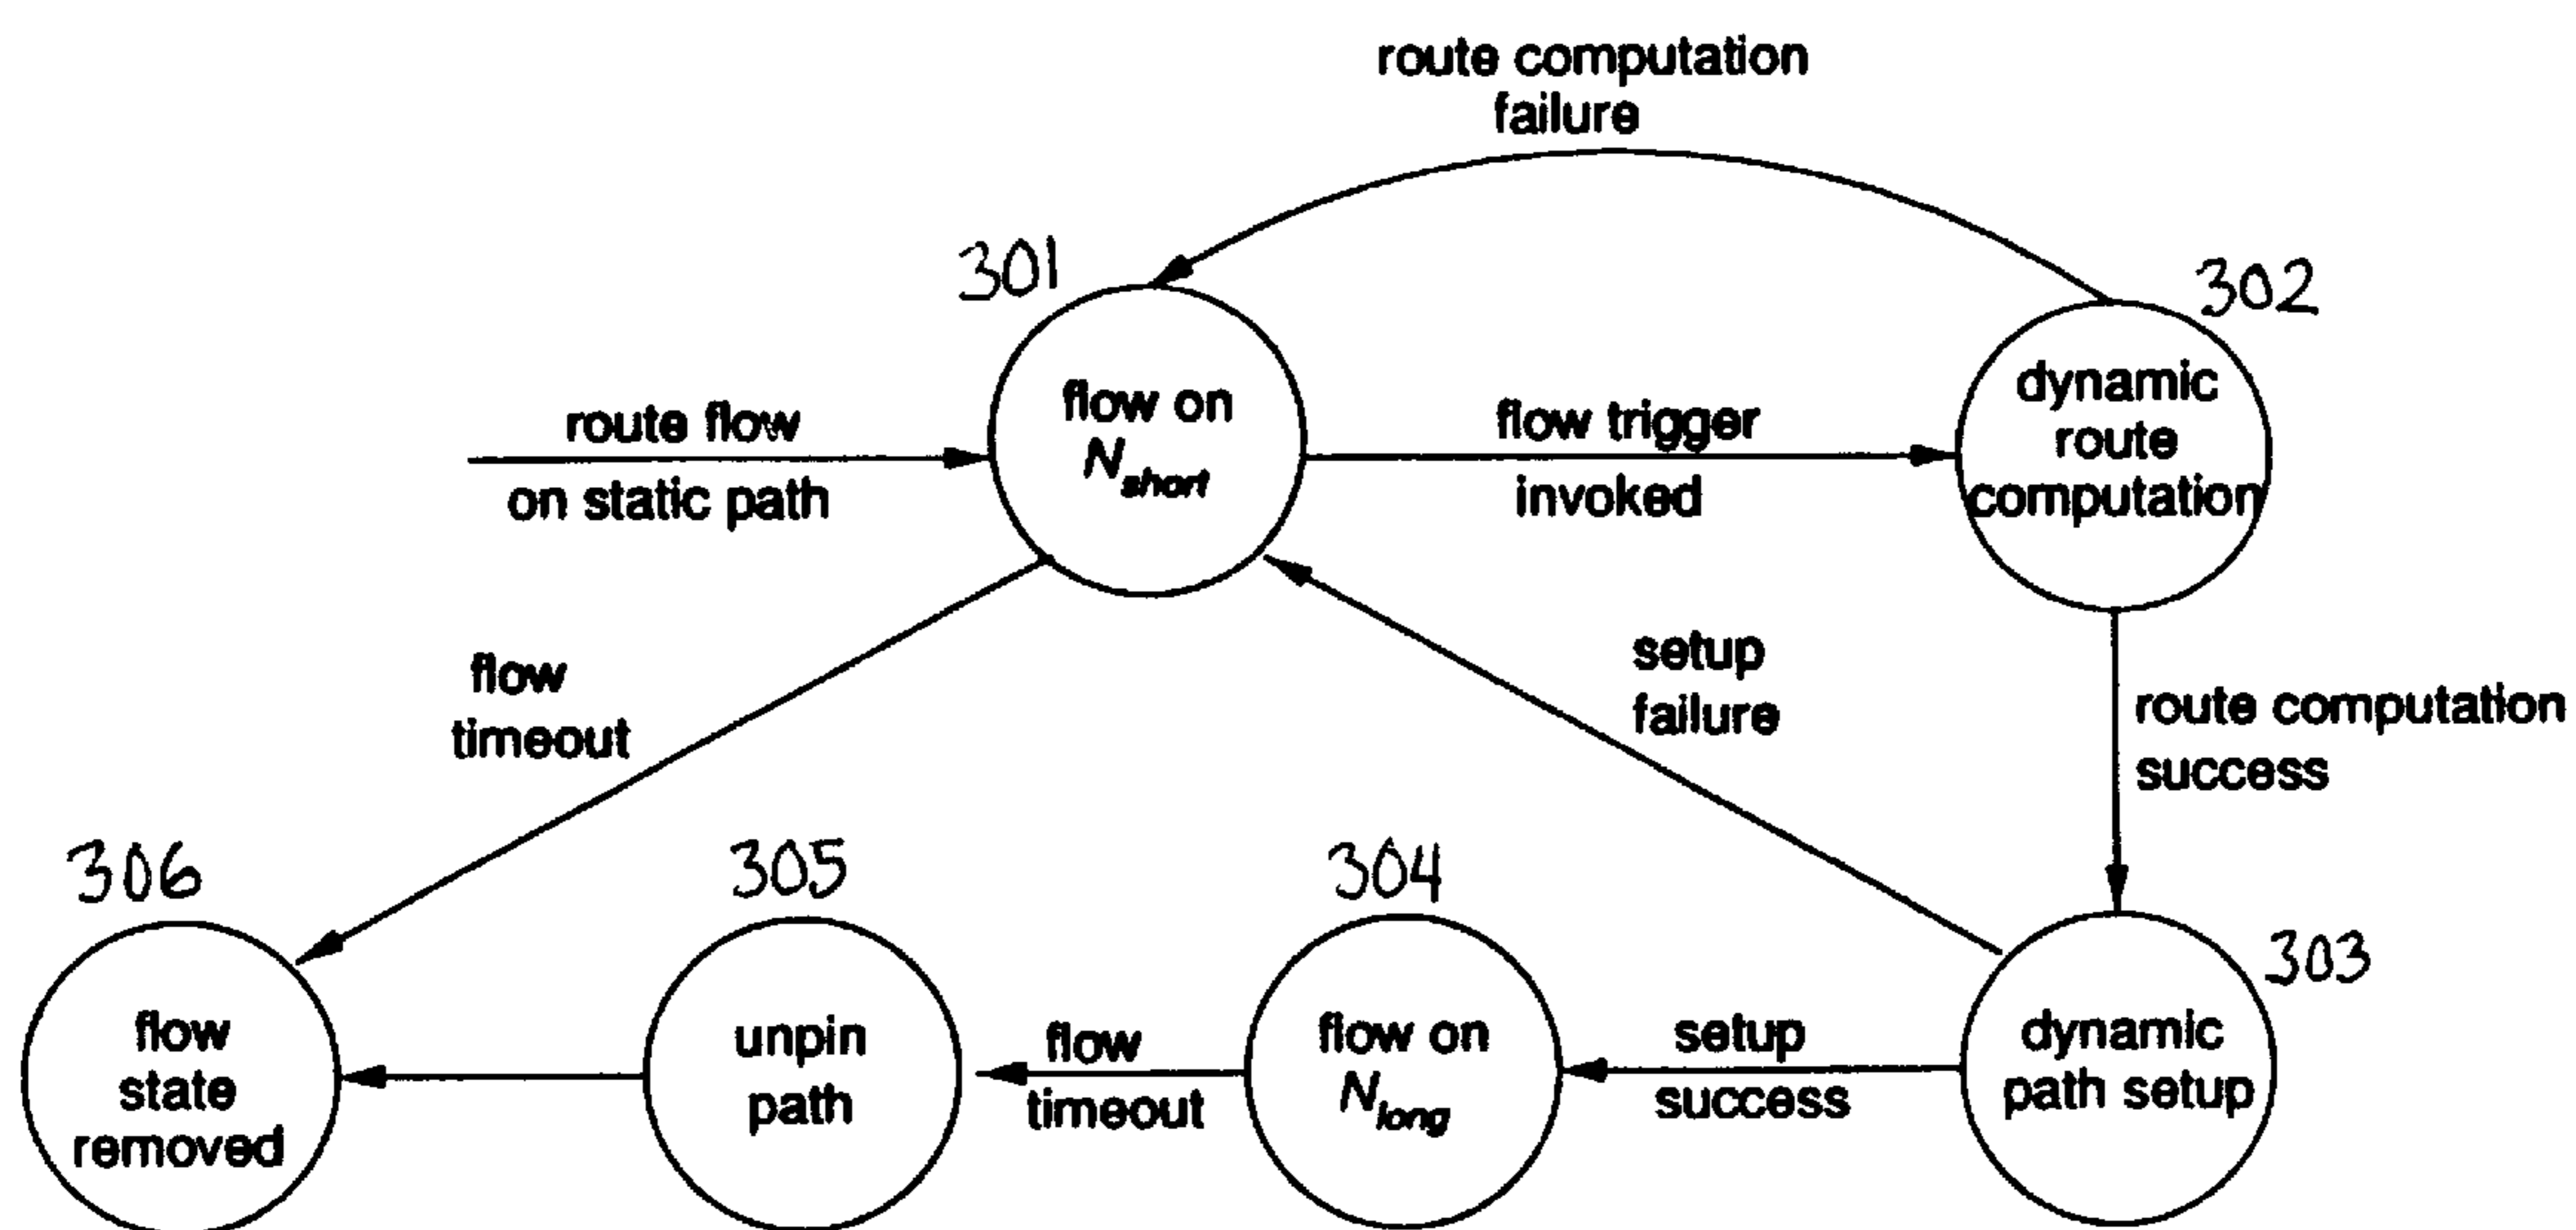 route computation
failure
301
302
flow on
N_short
route flow
on static path
flow trigger
invoked
dynamic
route
computation
flow
timeout
setup
failure
route computation
success
306
305
304
303
flow
state
removed
unpin
path
flow
timeout
flow on
N_long
setup
success
dynamic
path setup